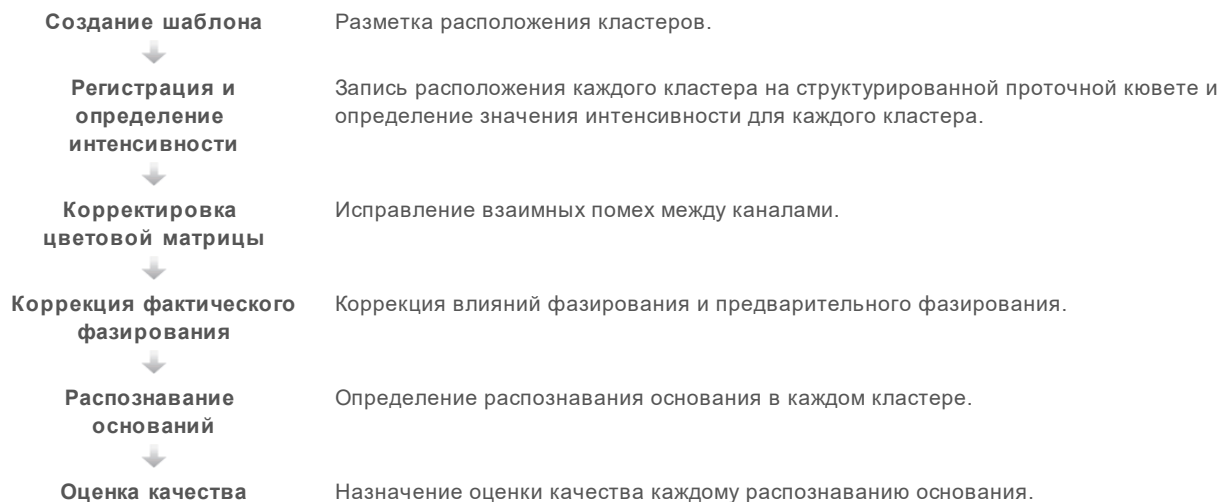 Создание шаблона
Разметка расположения кластеров.
Регистрация и
определение
интенсивности
Запись расположения каждого кластера на структурированной проточной кювете и
определение значения интенсивности для каждого кластера.
Корректировка
цветовой матрицы
Исправление взаимных помех между каналами.
Коррекция фактического
фазирования
Коррекция влияний фазирования и предварительного фазирования.
Распознавание
оснований
Определение распознавания основания в каждом кластере.
Оценка качества
Назначение оценки качества каждому распознаванию основания.